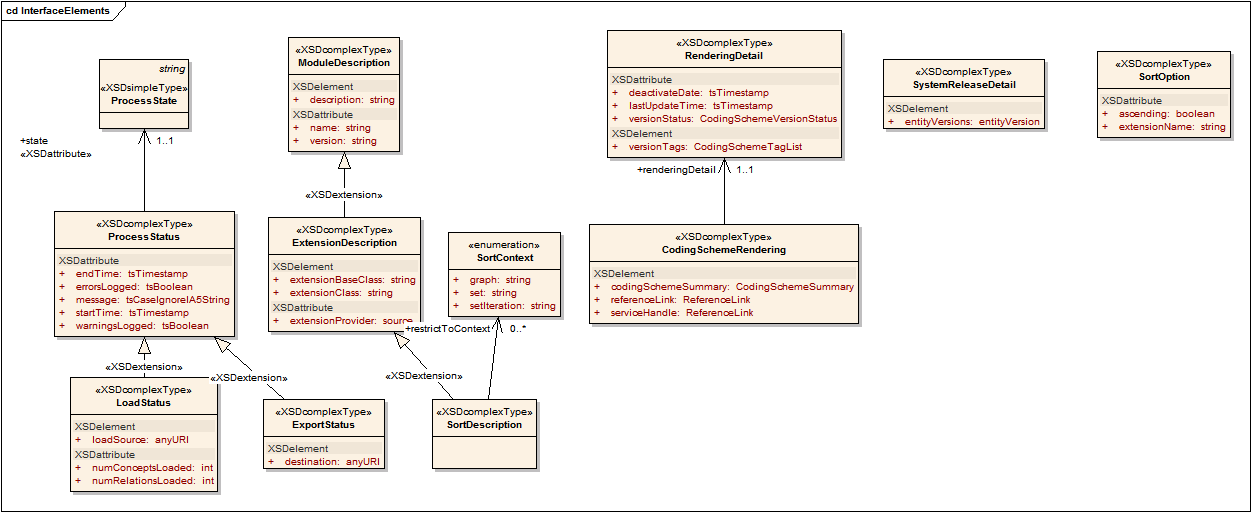 cd InterfaceElements
string
«XSDsimpleType»
ProcessState
+state
«XSDattribute»
1..1
«XSDcomplexType»
ProcessStatus
XSDattribute
+ endTime: tsTimestamp
+ errorsLogged: tsBoolean
+ message: tsCaseIgnoreIA5String
+ startTime: tsTimestamp
+ warningsLogged: tsBoolean
«XSDextension»
«XSDextension»
«XSDcomplexType»
LoadStatus
XSDelement
+ loadSource: anyURI
XSDattribute
+ numConceptsLoaded: int
+ numRelationsLoaded: int
«XSDcomplexType»
ExportStatus
XSDelement
+ destination: anyURI
«XSDcomplexType»
ModuleDescription
XSDelement
+ description: string
XSDattribute
+ name: string
+ version: string
«XSDextension»
«XSDcomplexType»
ExtensionDescription
XSDelement
+ extensionBaseClass: string
+ extensionClass: string
XSDattribute
+ extensionProvider: source
«enumeration»
SortContext
+ graph: string
+ set: string
+ setIteration: string
+restrictToContext
0..*
«XSDextension»
«XSDcomplexType»
SortDescription
«XSDcomplexType»
RenderingDetail
XSDattribute
+ deactivateDate: tsTimestamp
+ lastUpdateTime: tsTimestamp
+ versionStatus: CodingSchemeVersionStatus
XSDelement
+ versionTags: CodingSchemeTagList
+renderingDetail
1..1
«XSDcomplexType»
CodingSchemeRendering
XSDelement
+ codingSchemeSummary: CodingSchemeSummary
+ referenceLink: ReferenceLink
+ serviceHandle: ReferenceLink
«XSDcomplexType»
SystemReleaseDetail
XSDelement
+ entityVersions: entityVersion
«XSDcomplexType»
SortOption
XSDattribute
+ ascending: boolean
+ extensionName: string